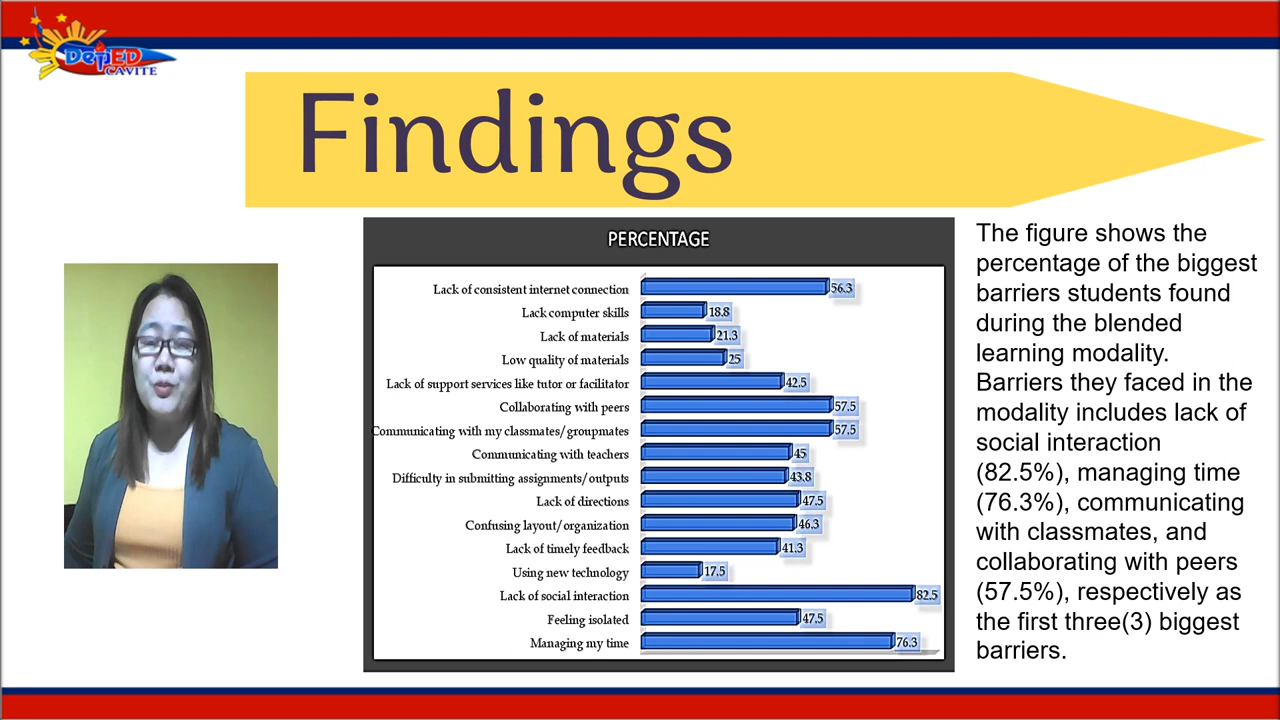 DepED
CAVITE
Findings
PERCENTAGE
Lack of consistent internet connection 56.3
Lack computer skills 18.8
Lack of materials 21.3
Low quality of materials 25
Lack of support services like tutor or facilitator 42.5
Collaborating with peers 57.5
Communicating with my classmates/groupmates 57.5
Communicating with teachers 45
Difficulty in submitting assignments/outputs 43.8
Lack of directions 47.5
Confusing layout/organization 46.3
Lack of timely feedback 41.3
Using new technology 17.5
Lack of social interaction 82.5
Feeling isolated 47.5
Managing my time 76.3
The figure shows the
percentage of the biggest
barriers students found
during the blended
learning modality.
Barriers they faced in the
modality includes lack of
social interaction
(82.5%), managing time
(76.3%), communicating
with classmates, and
collaborating with peers
(57.5%), respectively as
the first three(3) biggest
barriers.